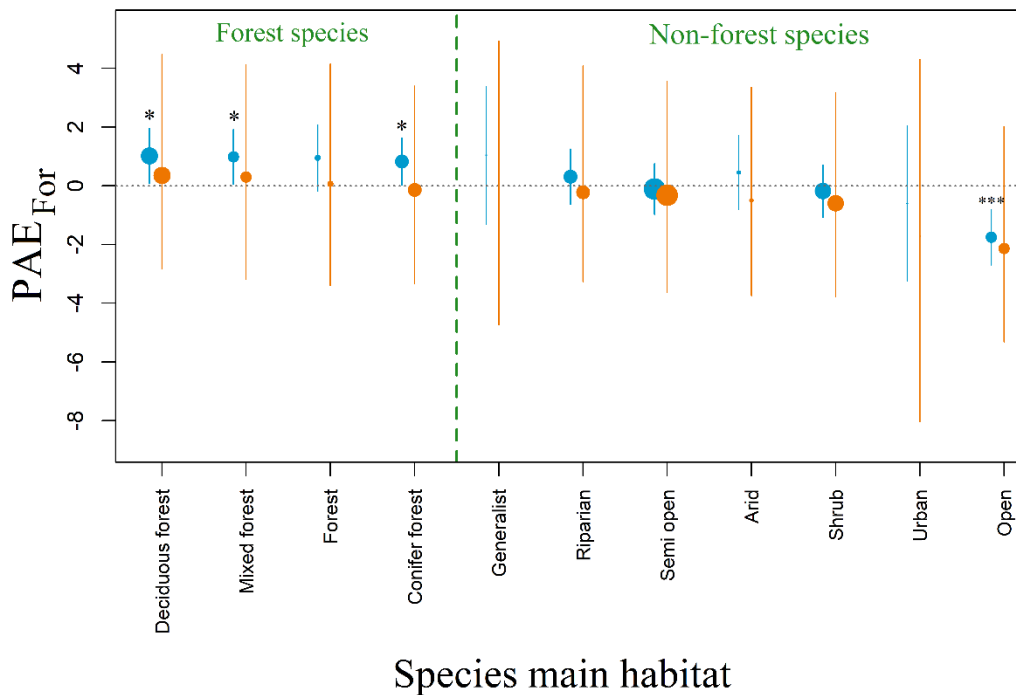 Forest species
Non-forest species
PAE For
4
2
0
-2
-4
-6
-8
*
*
*
***
Deciduous forest
Mixed forest
Forest
Conifer forest
Generalist
Riparian
Semi open
Arid
Shrub
Urban
Open
Species main habitat